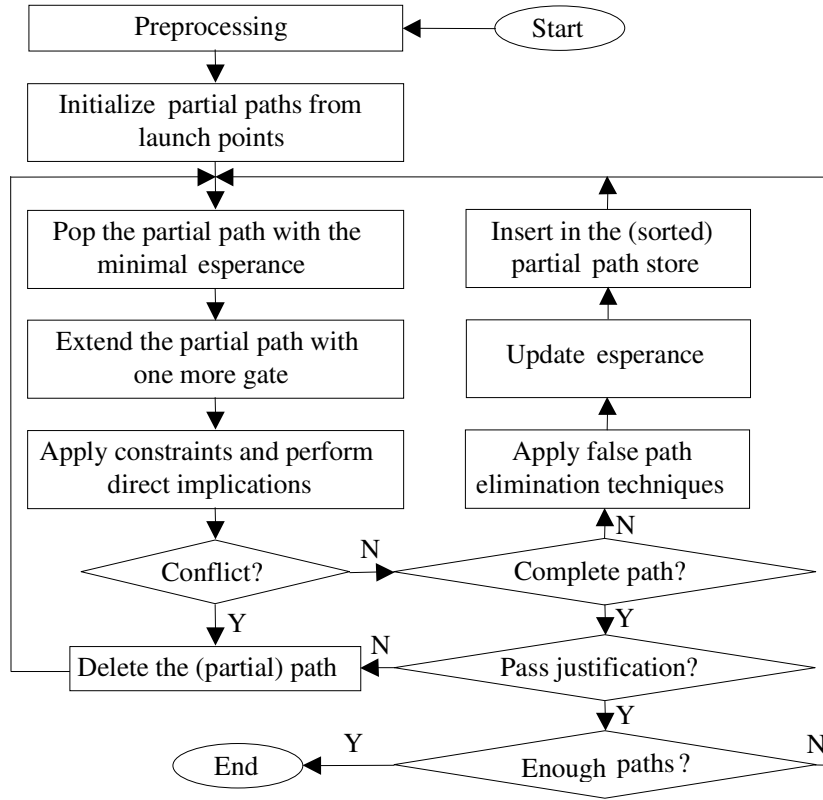 Preprocessing
Start
Initialize partial paths from
launch points
Pop the partial path with the
minimal esperance
Extend the partial path with
one more gate
Apply constraints and perform
direct implications
Conflict?
N
Y
Delete the (partial) path
Insert in the (sorted)
partial path store
Update esperance
Apply false path
elimination techniques
N
Complete path?
Y
N
Pass justification?
Y
Enough paths?
N
Y
End